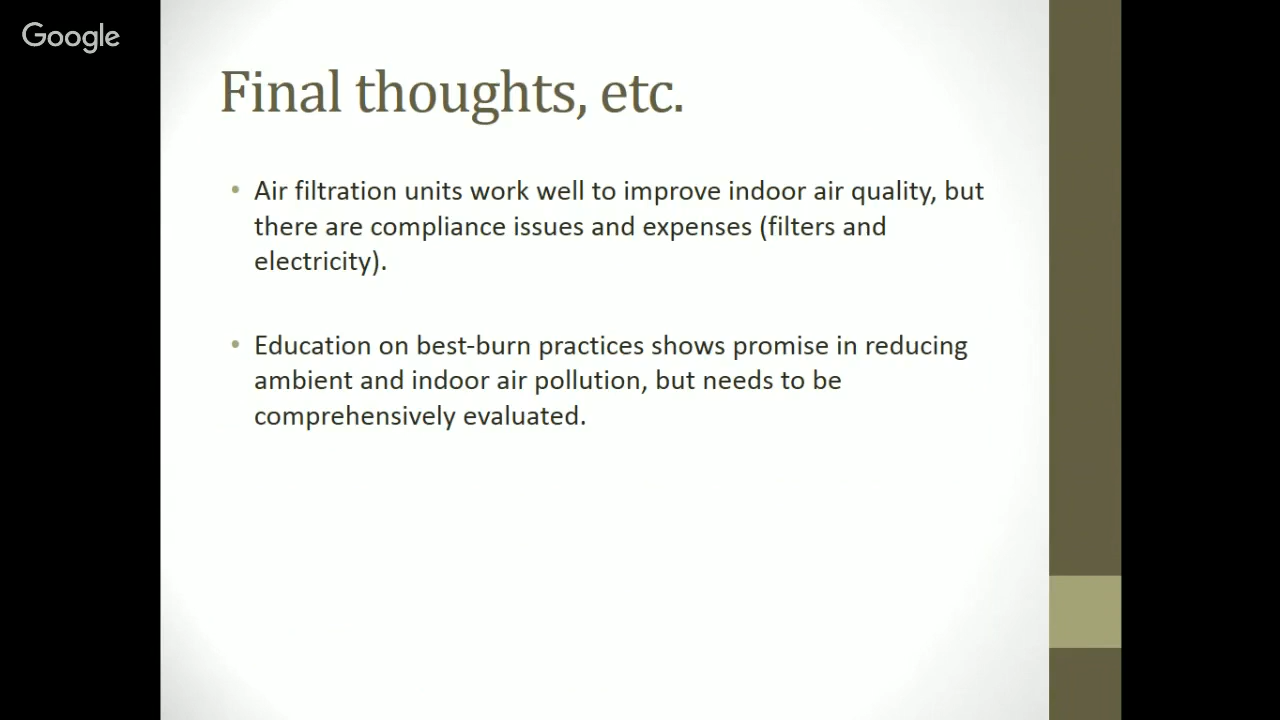 Google
Final thoughts, etc.
• Air filtration units work well to improve indoor air quality, but
there are compliance issues and expenses (filters and
electricity).
• Education on best-burn practices shows promise in reducing
ambient and indoor air pollution, but needs to be
comprehensively evaluated.